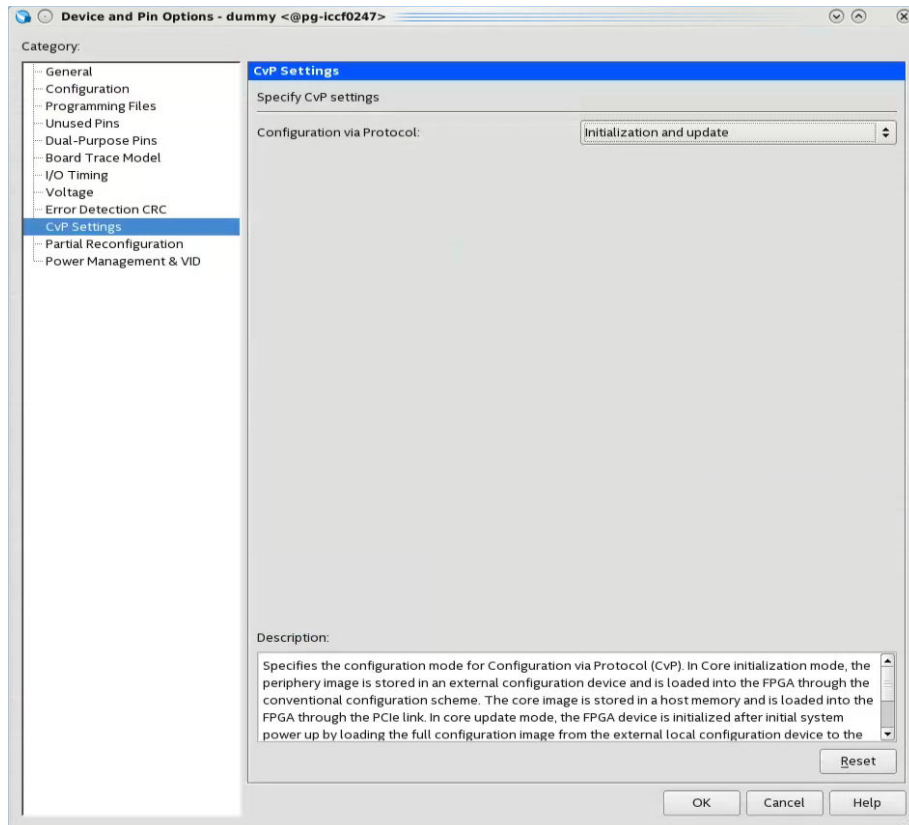 Device and Pin Options - dummy <@pg-iccf0247>
Category:
General
Configuration
Programming Files
Unused Pins
Dual-Purpose Pins
Board Trace Model
I/O Timing
Voltage
Error Detection CRC
CvP Settings
Partial Reconfiguration
Power Management & VID
CvP Settings
Specify CvP settings
Configuration via Protocol:
Initialization and update
Description:
Specifies the configuration mode for Configuration via Protocol (CvP). In Core initialization mode, the
periphery image is stored in an external configuration device and is loaded into the FPGA through the
conventional configuration scheme. The core image is stored in a host memory and is loaded into the
FPGA through the PCIe link. In core update mode, the FPGA device is initialized after initial system
power up by loading the full configuration image from the external local configuration device to the
Reset
OK
Cancel
Help